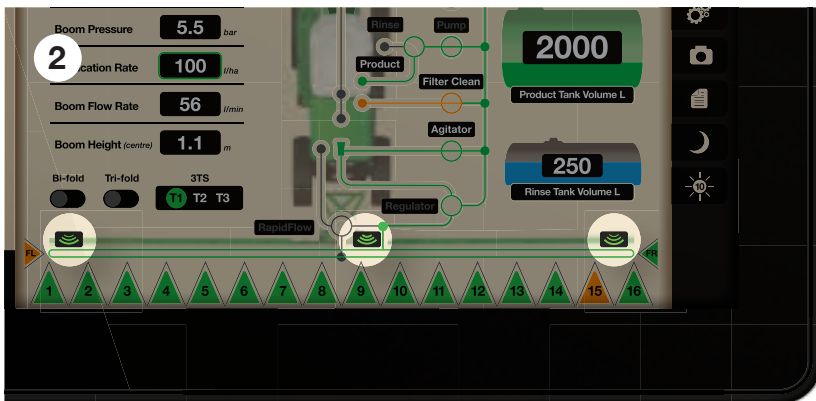 Boom Pressure 5.5 bar
2
ication Rate 100 l/ha
Boom Flow Rate 56 l/min
Boom Height (centre) 1.1 m
Bi-fold Tri-fold 3TS
T1 T2 T3
Rinse Pump
Product
Filter Clean
Agitator
Regulator
RapidFlow
2000
Product Tank Volume L
250
Rinse Tank Volume L
10
FL FR
1 2 3 4 5 6 7 8 9 10 11 12 13 14 15 16